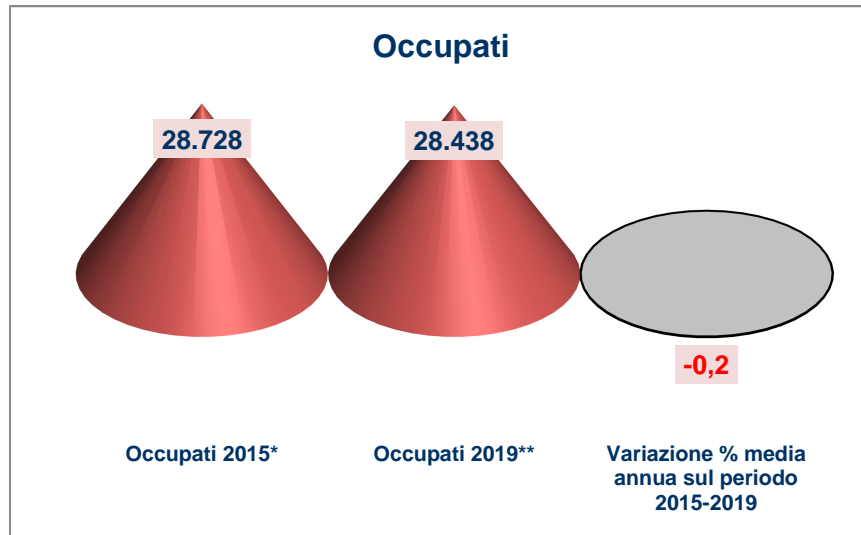 Occupati
28.728
28.438
-0,2
Occupati 2015*
Occupati 2019**
Variazione % media
annua sul periodo
2015-2019